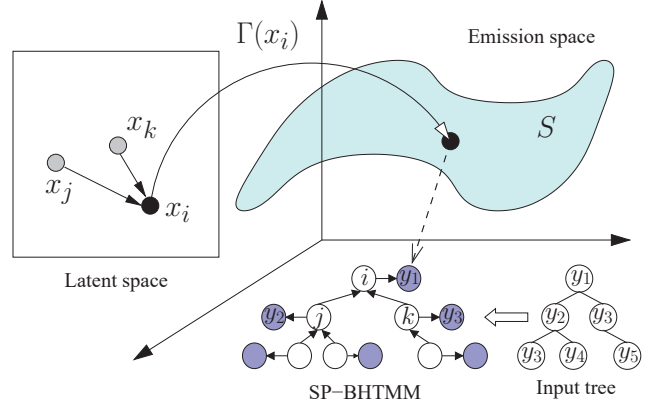 Γ(x_i)
Emission space
x_k
S
x_j
x_i
Latent space
i
y_1
y_1
y_2
j
k
y_3
y_2
y_3
y_3
y_4
y_5
SP−BHTMM
Input tree